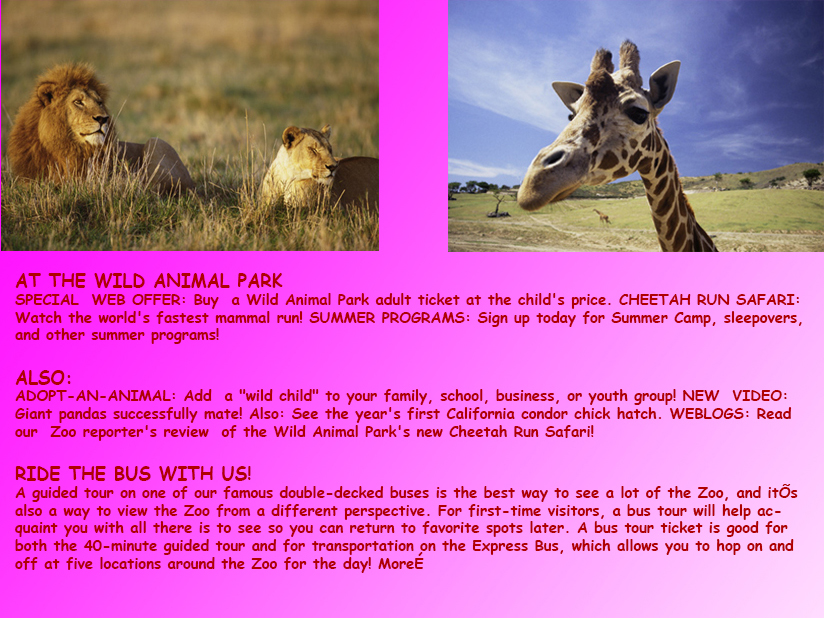 AT THE WILD ANIMAL PARK
SPECIAL  WEB OFFER: Buy  a Wild Animal Park adult ticket at the child's price. CHEETAH RUN SAFARI:
Watch the world's fastest mammal run! SUMMER PROGRAMS: Sign up today for Summer Camp, sleepovers,
and other summer programs!
ALSO:
ADOPT-AN-ANIMAL: Add  a "wild child" to your family, school, business, or youth group! NEW  VIDEO:
Giant pandas successfully mate! Also: See the year's first California condor chick hatch. WEBLOGS: Read
our  Zoo reporter's review  of the Wild Animal Park's new Cheetah Run Safari!
RIDE THE BUS WITH US!
A guided tour on one of our famous double-decked buses is the best way to see a lot of the Zoo, and itÕs
also a way to view the Zoo from a different perspective. For first-time visitors, a bus tour will help ac-
quaint you with all there is to see so you can return to favorite spots later. A bus tour ticket is good for
both the 40-minute guided tour and for transportation on the Express Bus, which allows you to hop on and
off at five locations around the Zoo for the day! MoreÉ